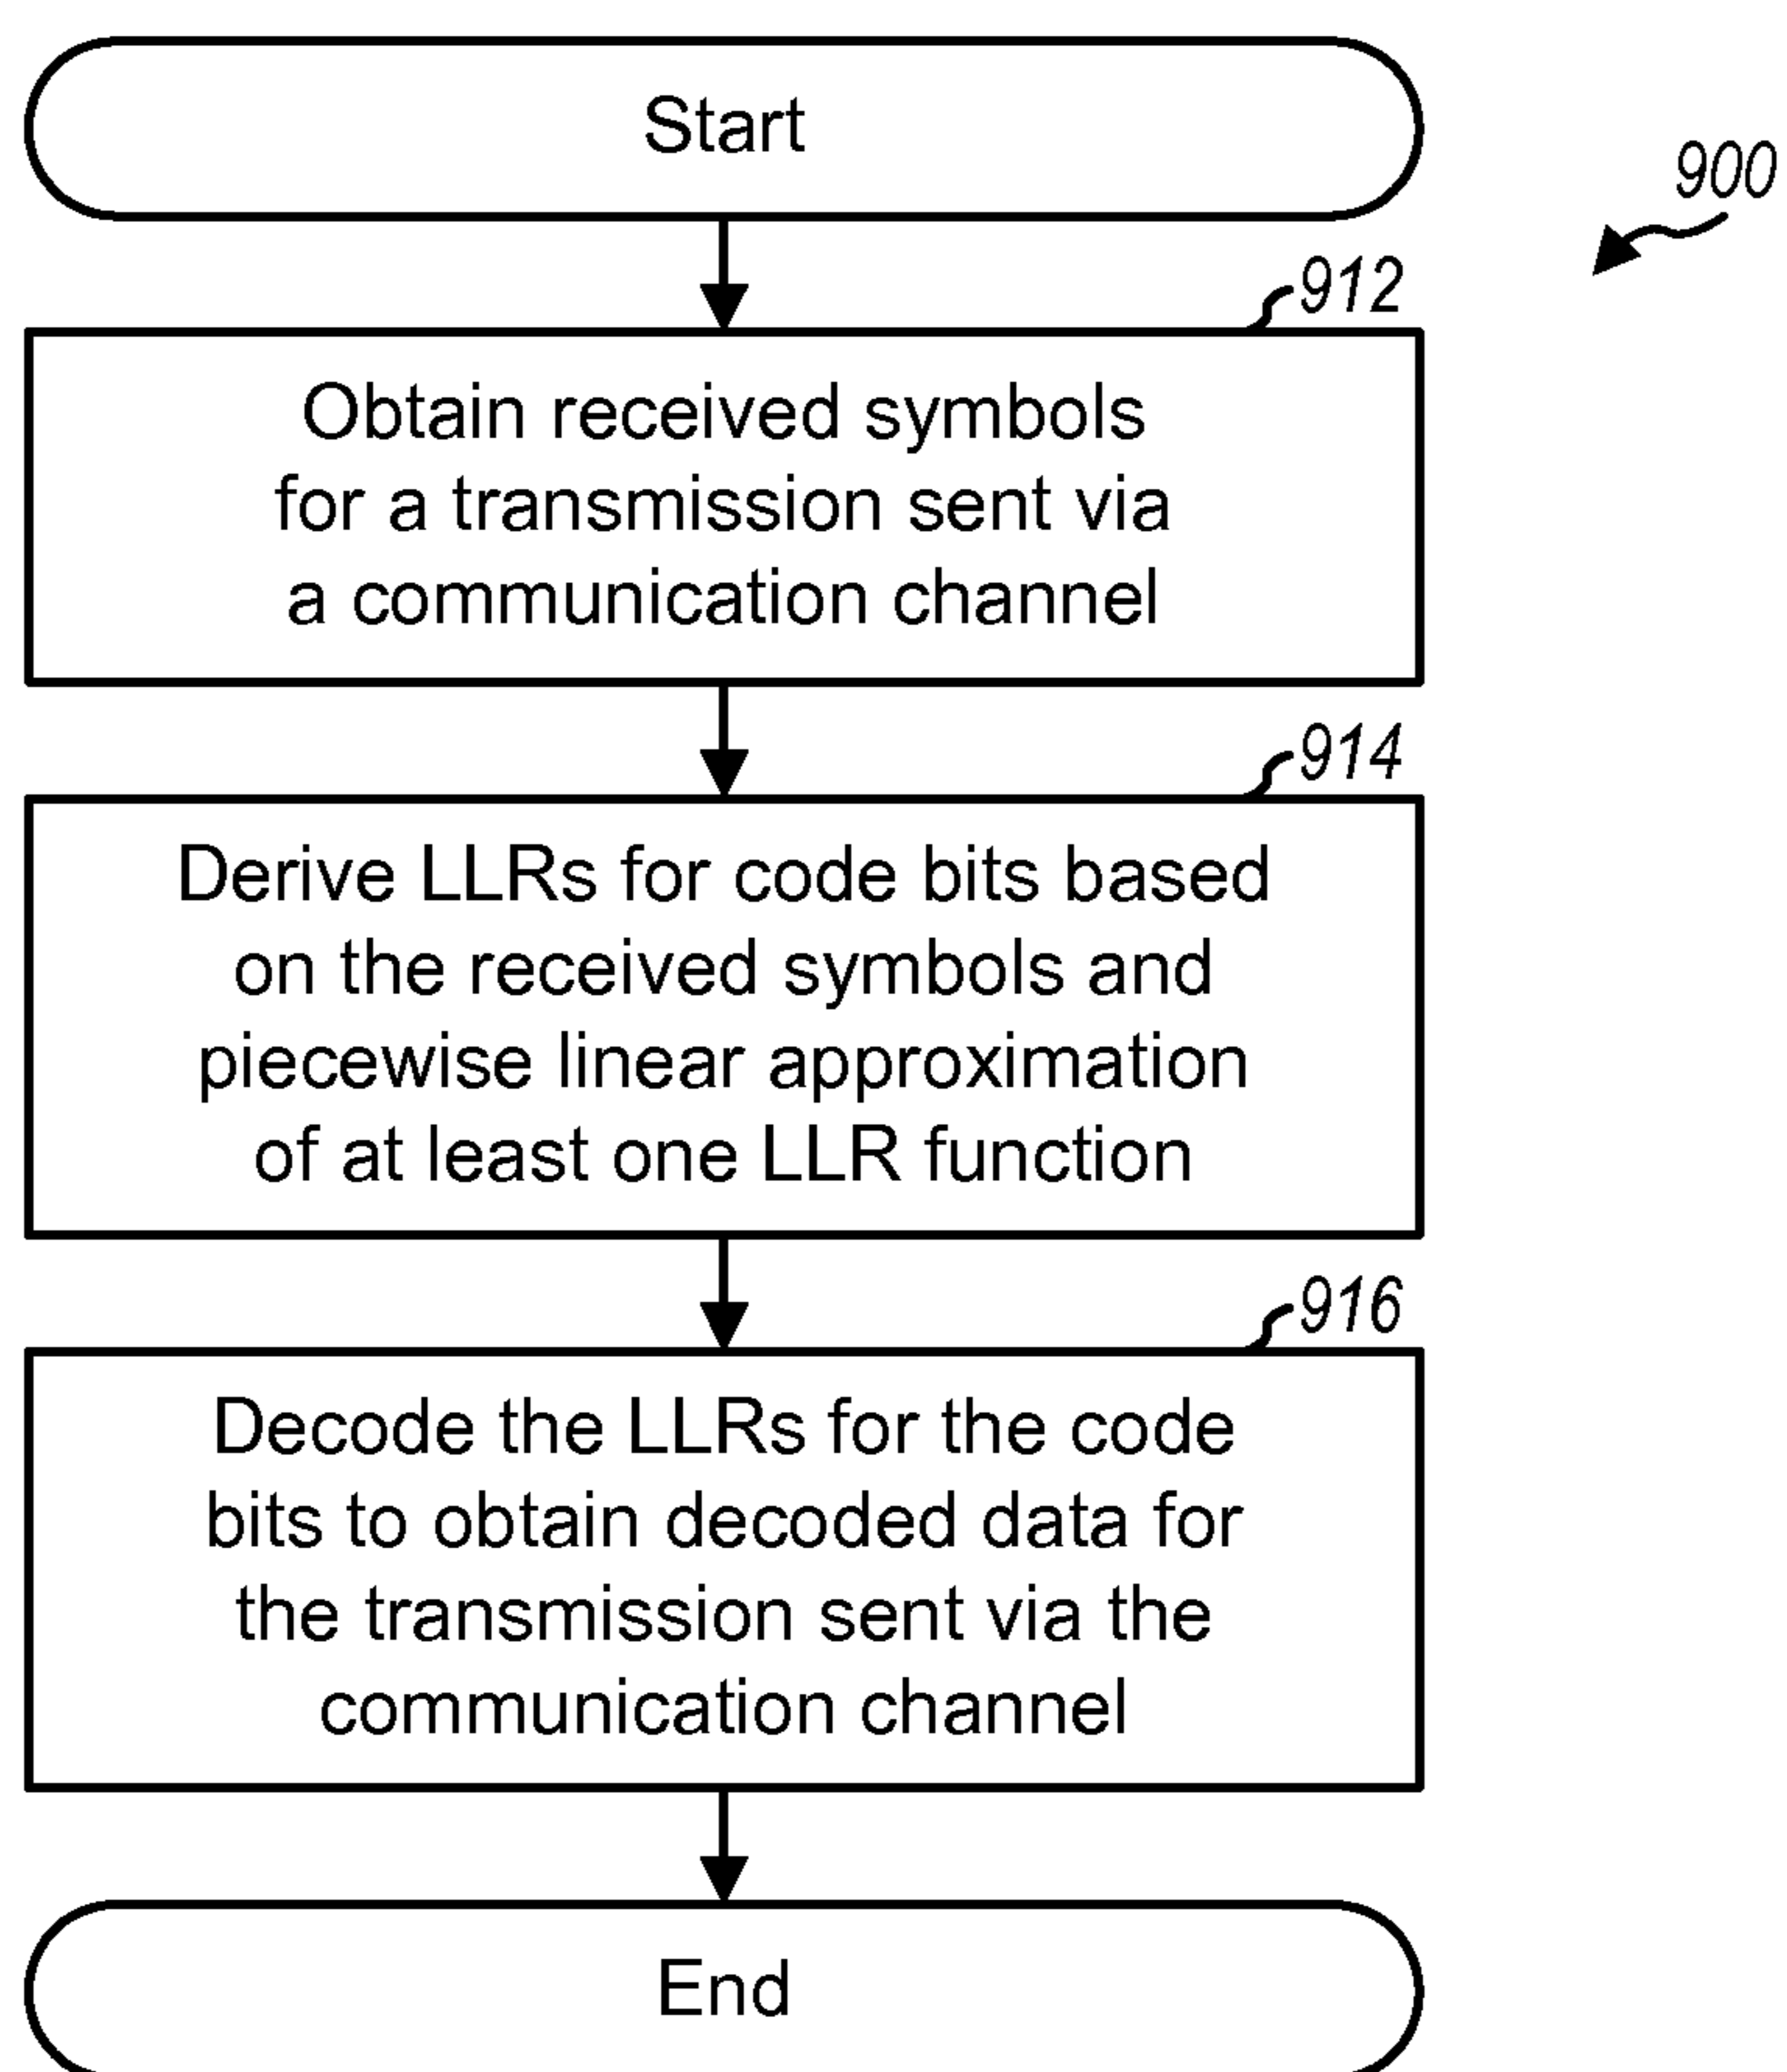 Start
900
912
Obtain received symbols
for a transmission sent via
a communication channel
914
Derive LLRs for code bits based
on the received symbols and
piecewise linear approximation
of at least one LLR function
916
Decode the LLRs for the code
bits to obtain decoded data for
the transmission sent via the
communication channel
End